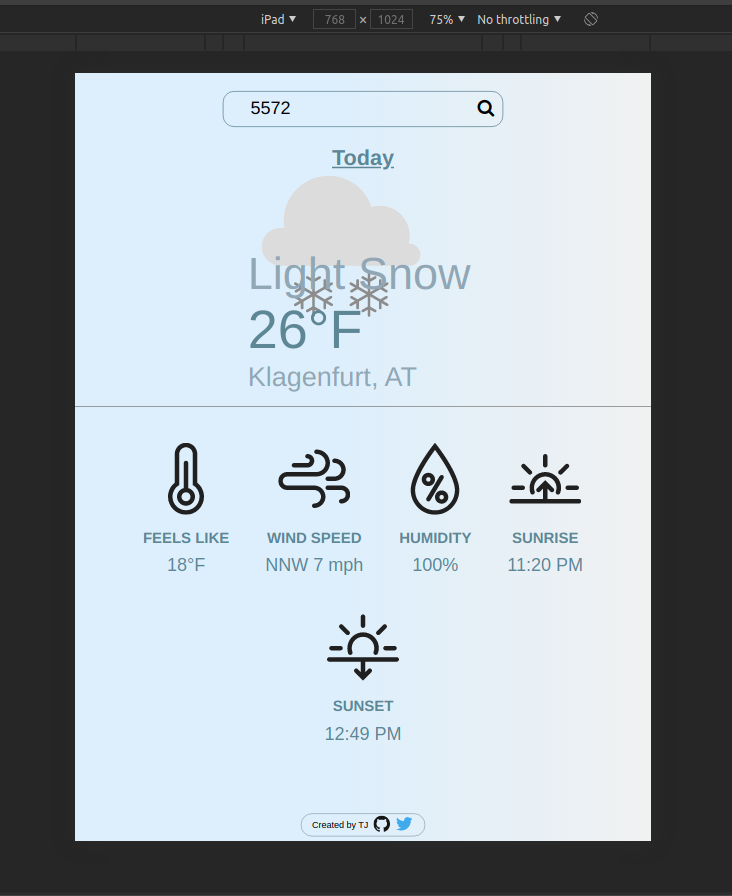 iPad 768 × 1024 75% No throttling
5572
Today
Light Snow
26°F
Klagenfurt, AT
FEELS LIKE WIND SPEED HUMIDITY SUNRISE
18°F NNW 7 mph 100% 11:20 PM
SUNSET
12:49 PM
Created by TJ